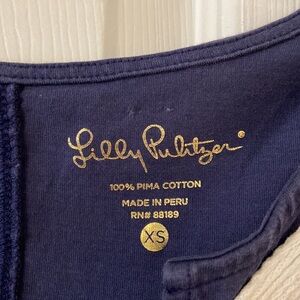 Lilly Pulitzer®
100% PIMA COTTON
MADE IN PERU
RN# 88189
XS